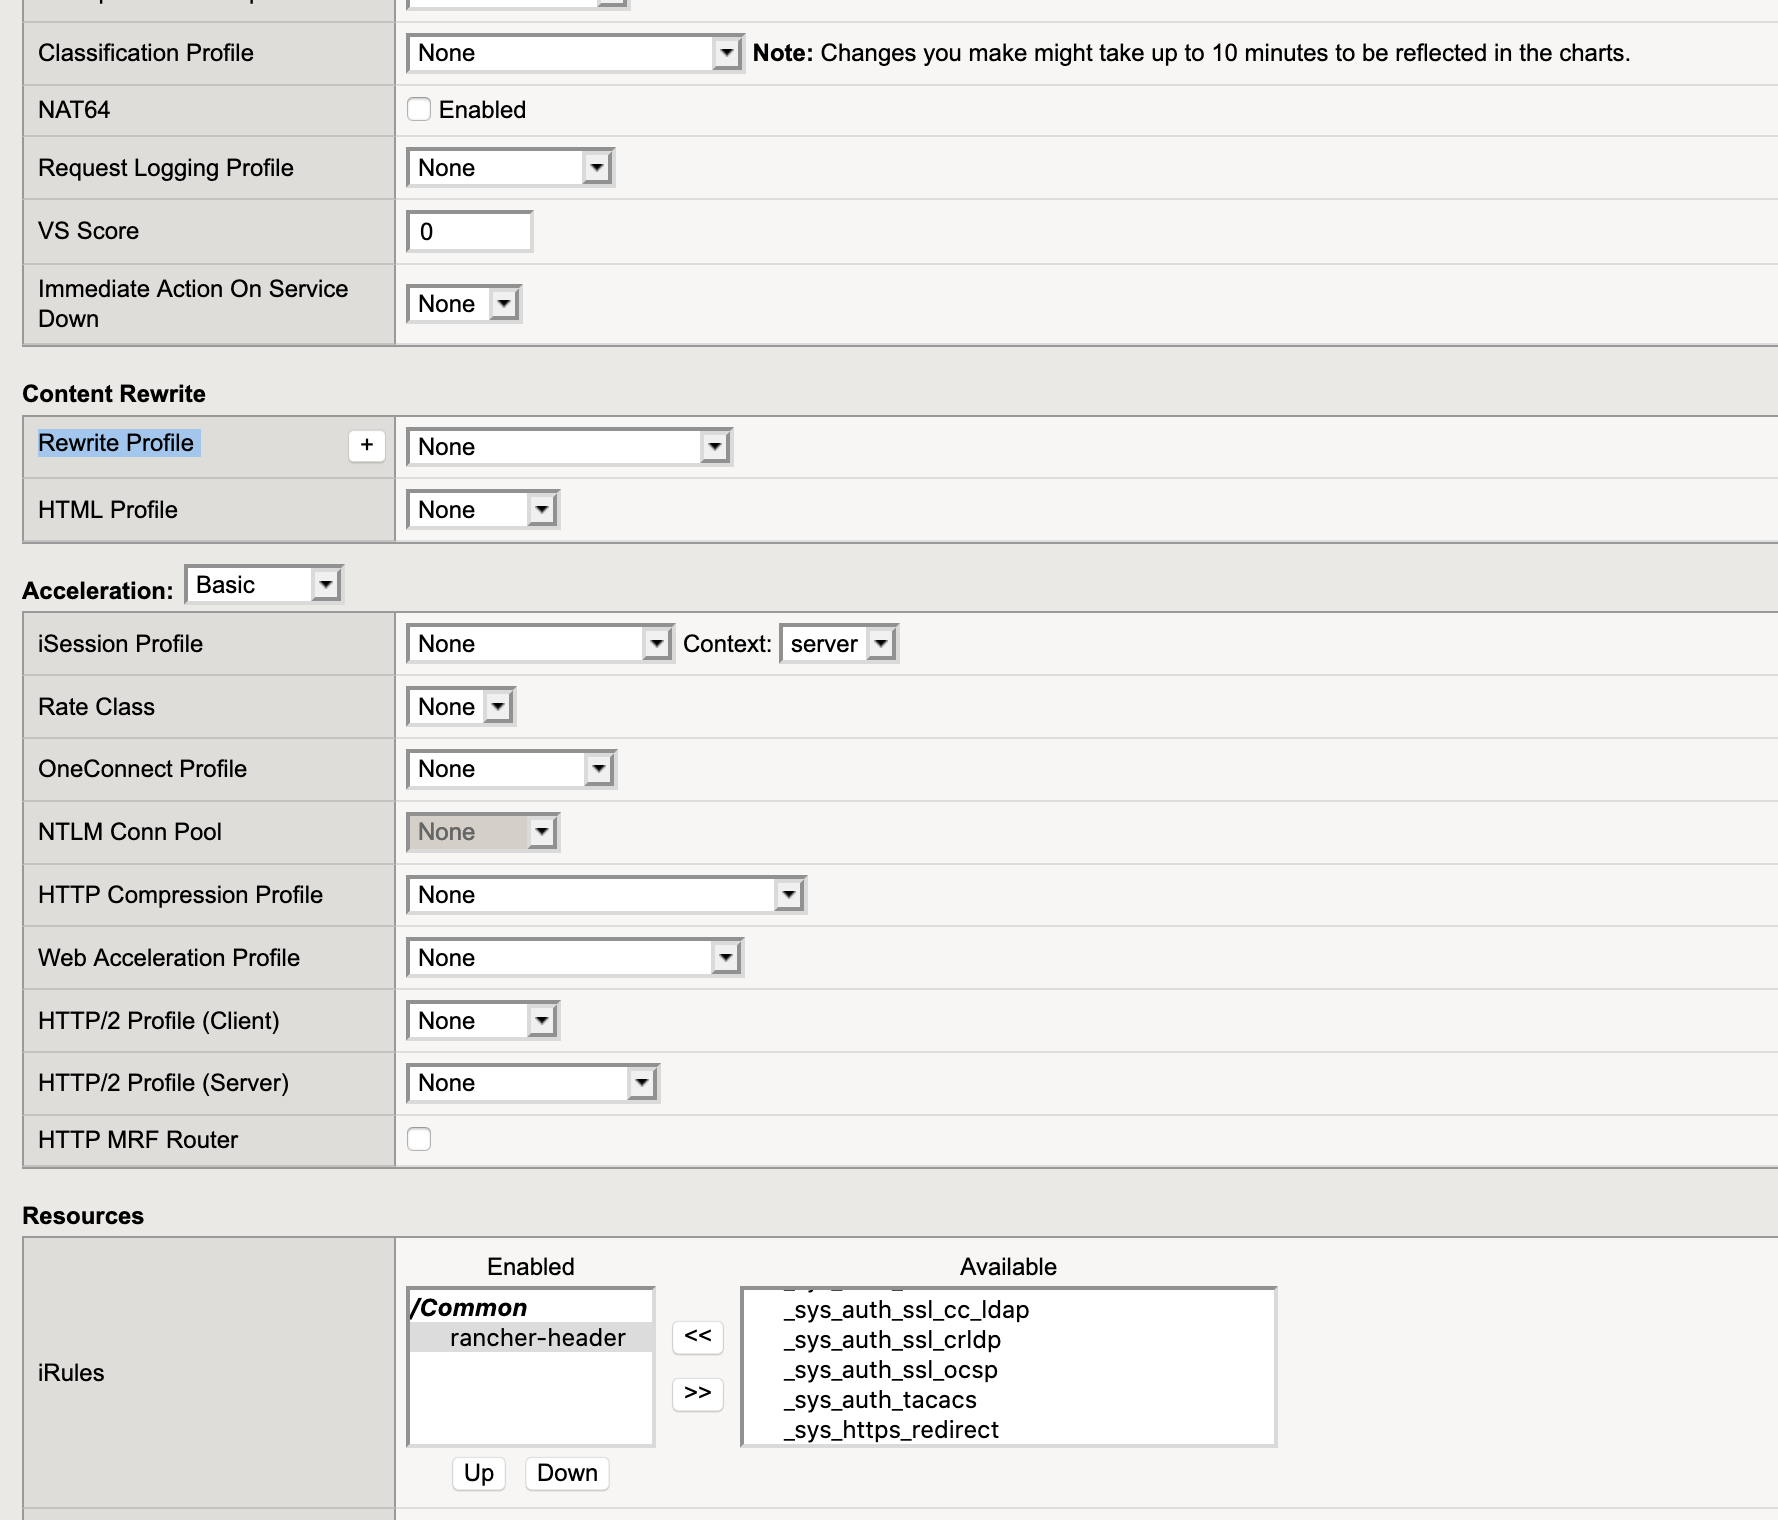 Classification Profile None Note: Changes you make might take up to 10 minutes to be reflected in the charts.
NAT64 Enabled
Request Logging Profile None
VS Score 0
Immediate Action On Service
Down
None
Content Rewrite
Rewrite Profile + None
HTML Profile None
Acceleration: Basic
iSession Profile None Context: server
Rate Class None
OneConnect Profile None
NTLM Conn Pool None
HTTP Compression Profile None
Web Acceleration Profile None
HTTP/2 Profile (Client) None
HTTP/2 Profile (Server) None
HTTP MRF Router
Resources
iRules
Enabled
/Common
rancher-header
<<
>>
Up Down
Available
_sys_auth_ssl_cc_ldap
_sys_auth_ssl_crldp
_sys_auth_ssl_ocsp
_sys_auth_tacacs
_sys_https_redirect